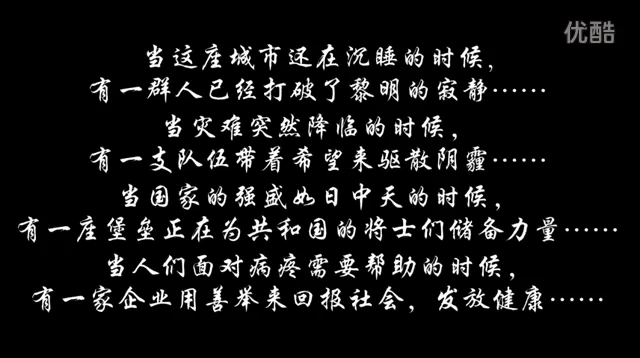 优酷
当这座城市还在沉睡的时候，
有一群人已经打破了黎明的寂静……
当灾难突然降临的时候，
有一支队伍带着希望来驱散阴霾……
当国家的强盛如日中天的时候，
有一座堡垒正在为共和国的将士们储备力量……
当人们面对病疼需要帮助的时候，
有一家企业用善举来回报社会，发放健康……